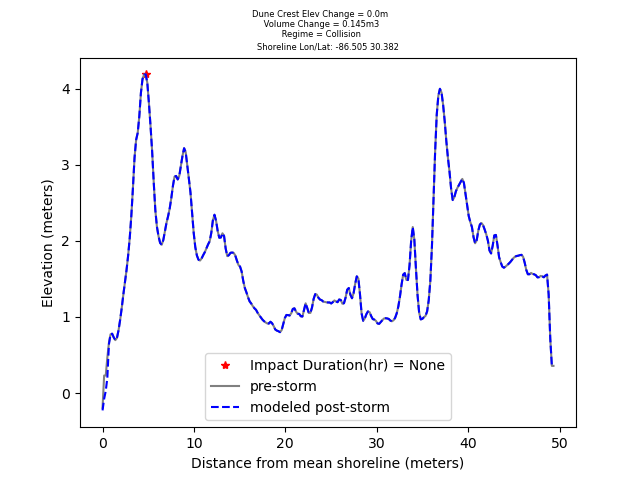 Dune Crest Elev Change = 0.0m
Volume Change = 0.145m3
Regime = Collision
Shoreline Lon/Lat: -86.505 30.382
Elevation (meters)
4
3
2
1
0
Impact Duration(hr) = None
pre-storm
modeled post-storm
0 10 20 30 40 50
Distance from mean shoreline (meters)